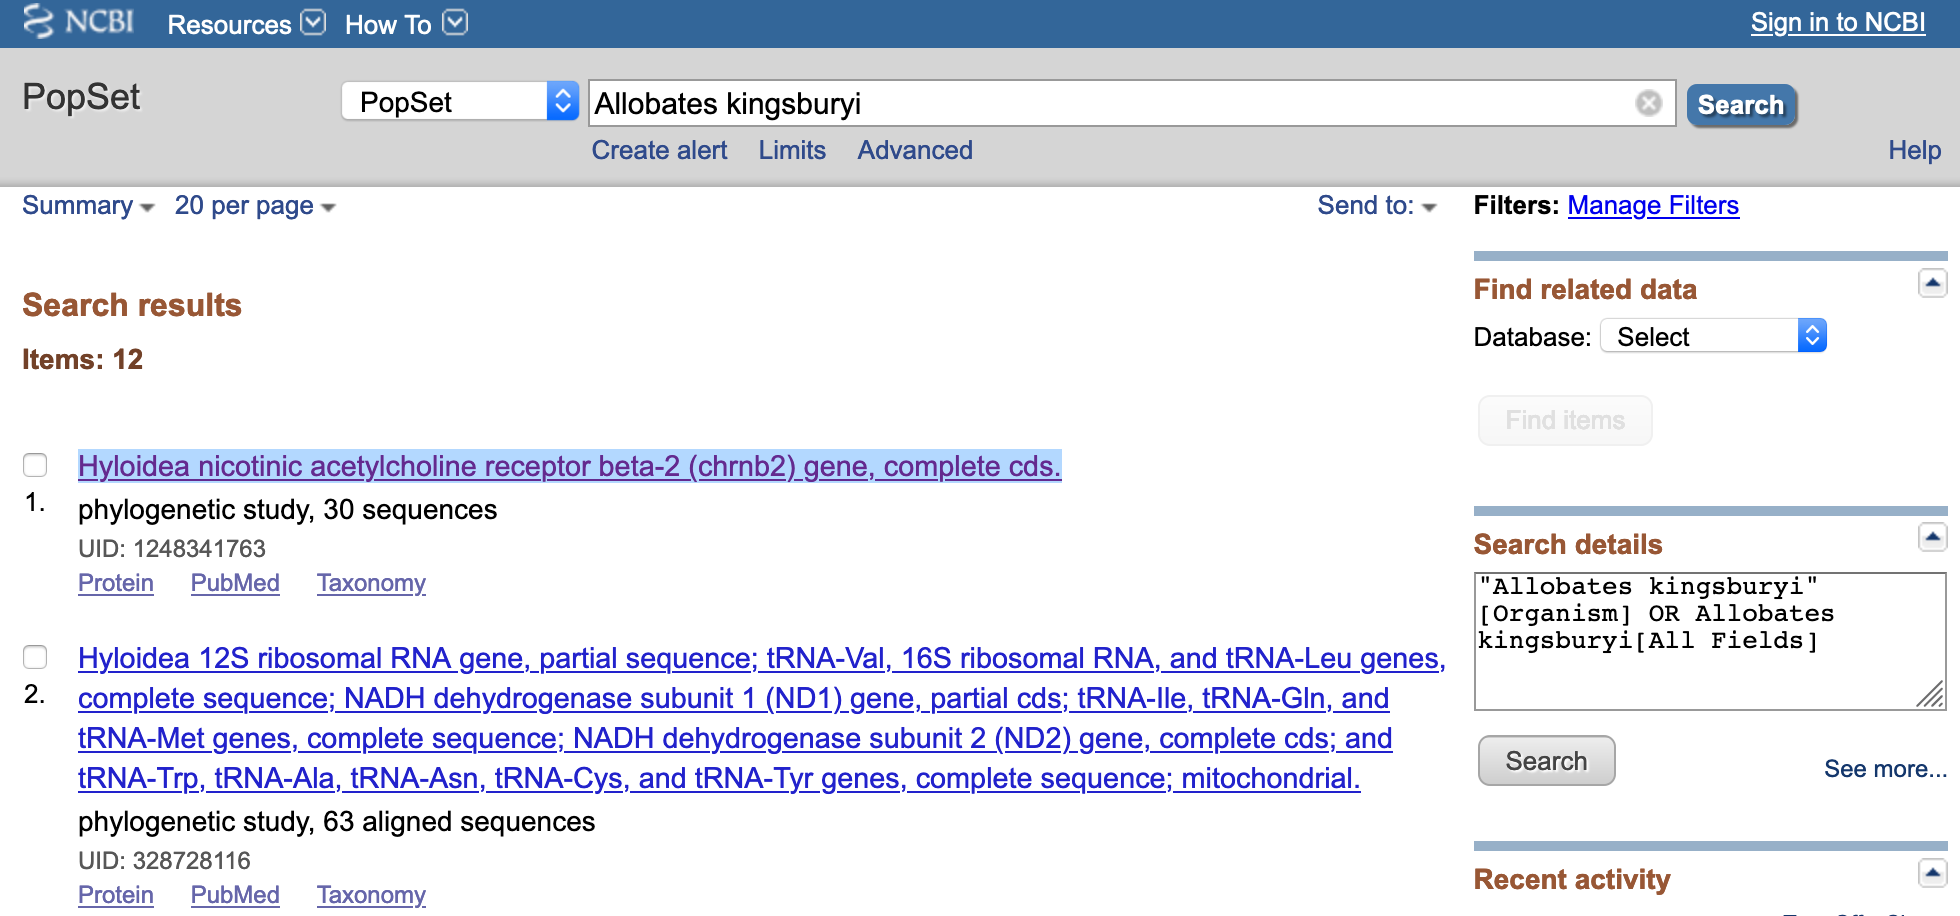 NCBI Resources How To Sign in to NCBI
PopSet PopSet Allobates kingsburyi Search
Create alert Limits Advanced Help
Summary 20 per page Send to: Filters: Manage Filters
Search results
Items: 12
Hyloidea nicotinic acetylcholine receptor beta-2 (chrnb2) gene, complete cds.
1. phylogenetic study, 30 sequences
UID: 1248341763
Protein PubMed Taxonomy
Hyloidea 12S ribosomal RNA gene, partial sequence; tRNA-Val, 16S ribosomal RNA, and tRNA-Leu genes,
2. complete sequence; NADH dehydrogenase subunit 1 (ND1) gene, partial cds; tRNA-Ile, tRNA-Gln, and
tRNA-Met genes, complete sequence; NADH dehydrogenase subunit 2 (ND2) gene, complete cds; and
tRNA-Trp, tRNA-Ala, tRNA-Asn, tRNA-Cys, and tRNA-Tyr genes, complete sequence; mitochondrial.
phylogenetic study, 63 aligned sequences
UID: 328728116
Protein PubMed Taxonomy
Find related data
Database: Select
Find items
Search details
"Allobates kingsburyi"
[Organism] OR Allobates
kingsburyi[All Fields]
Search See more...
Recent activity